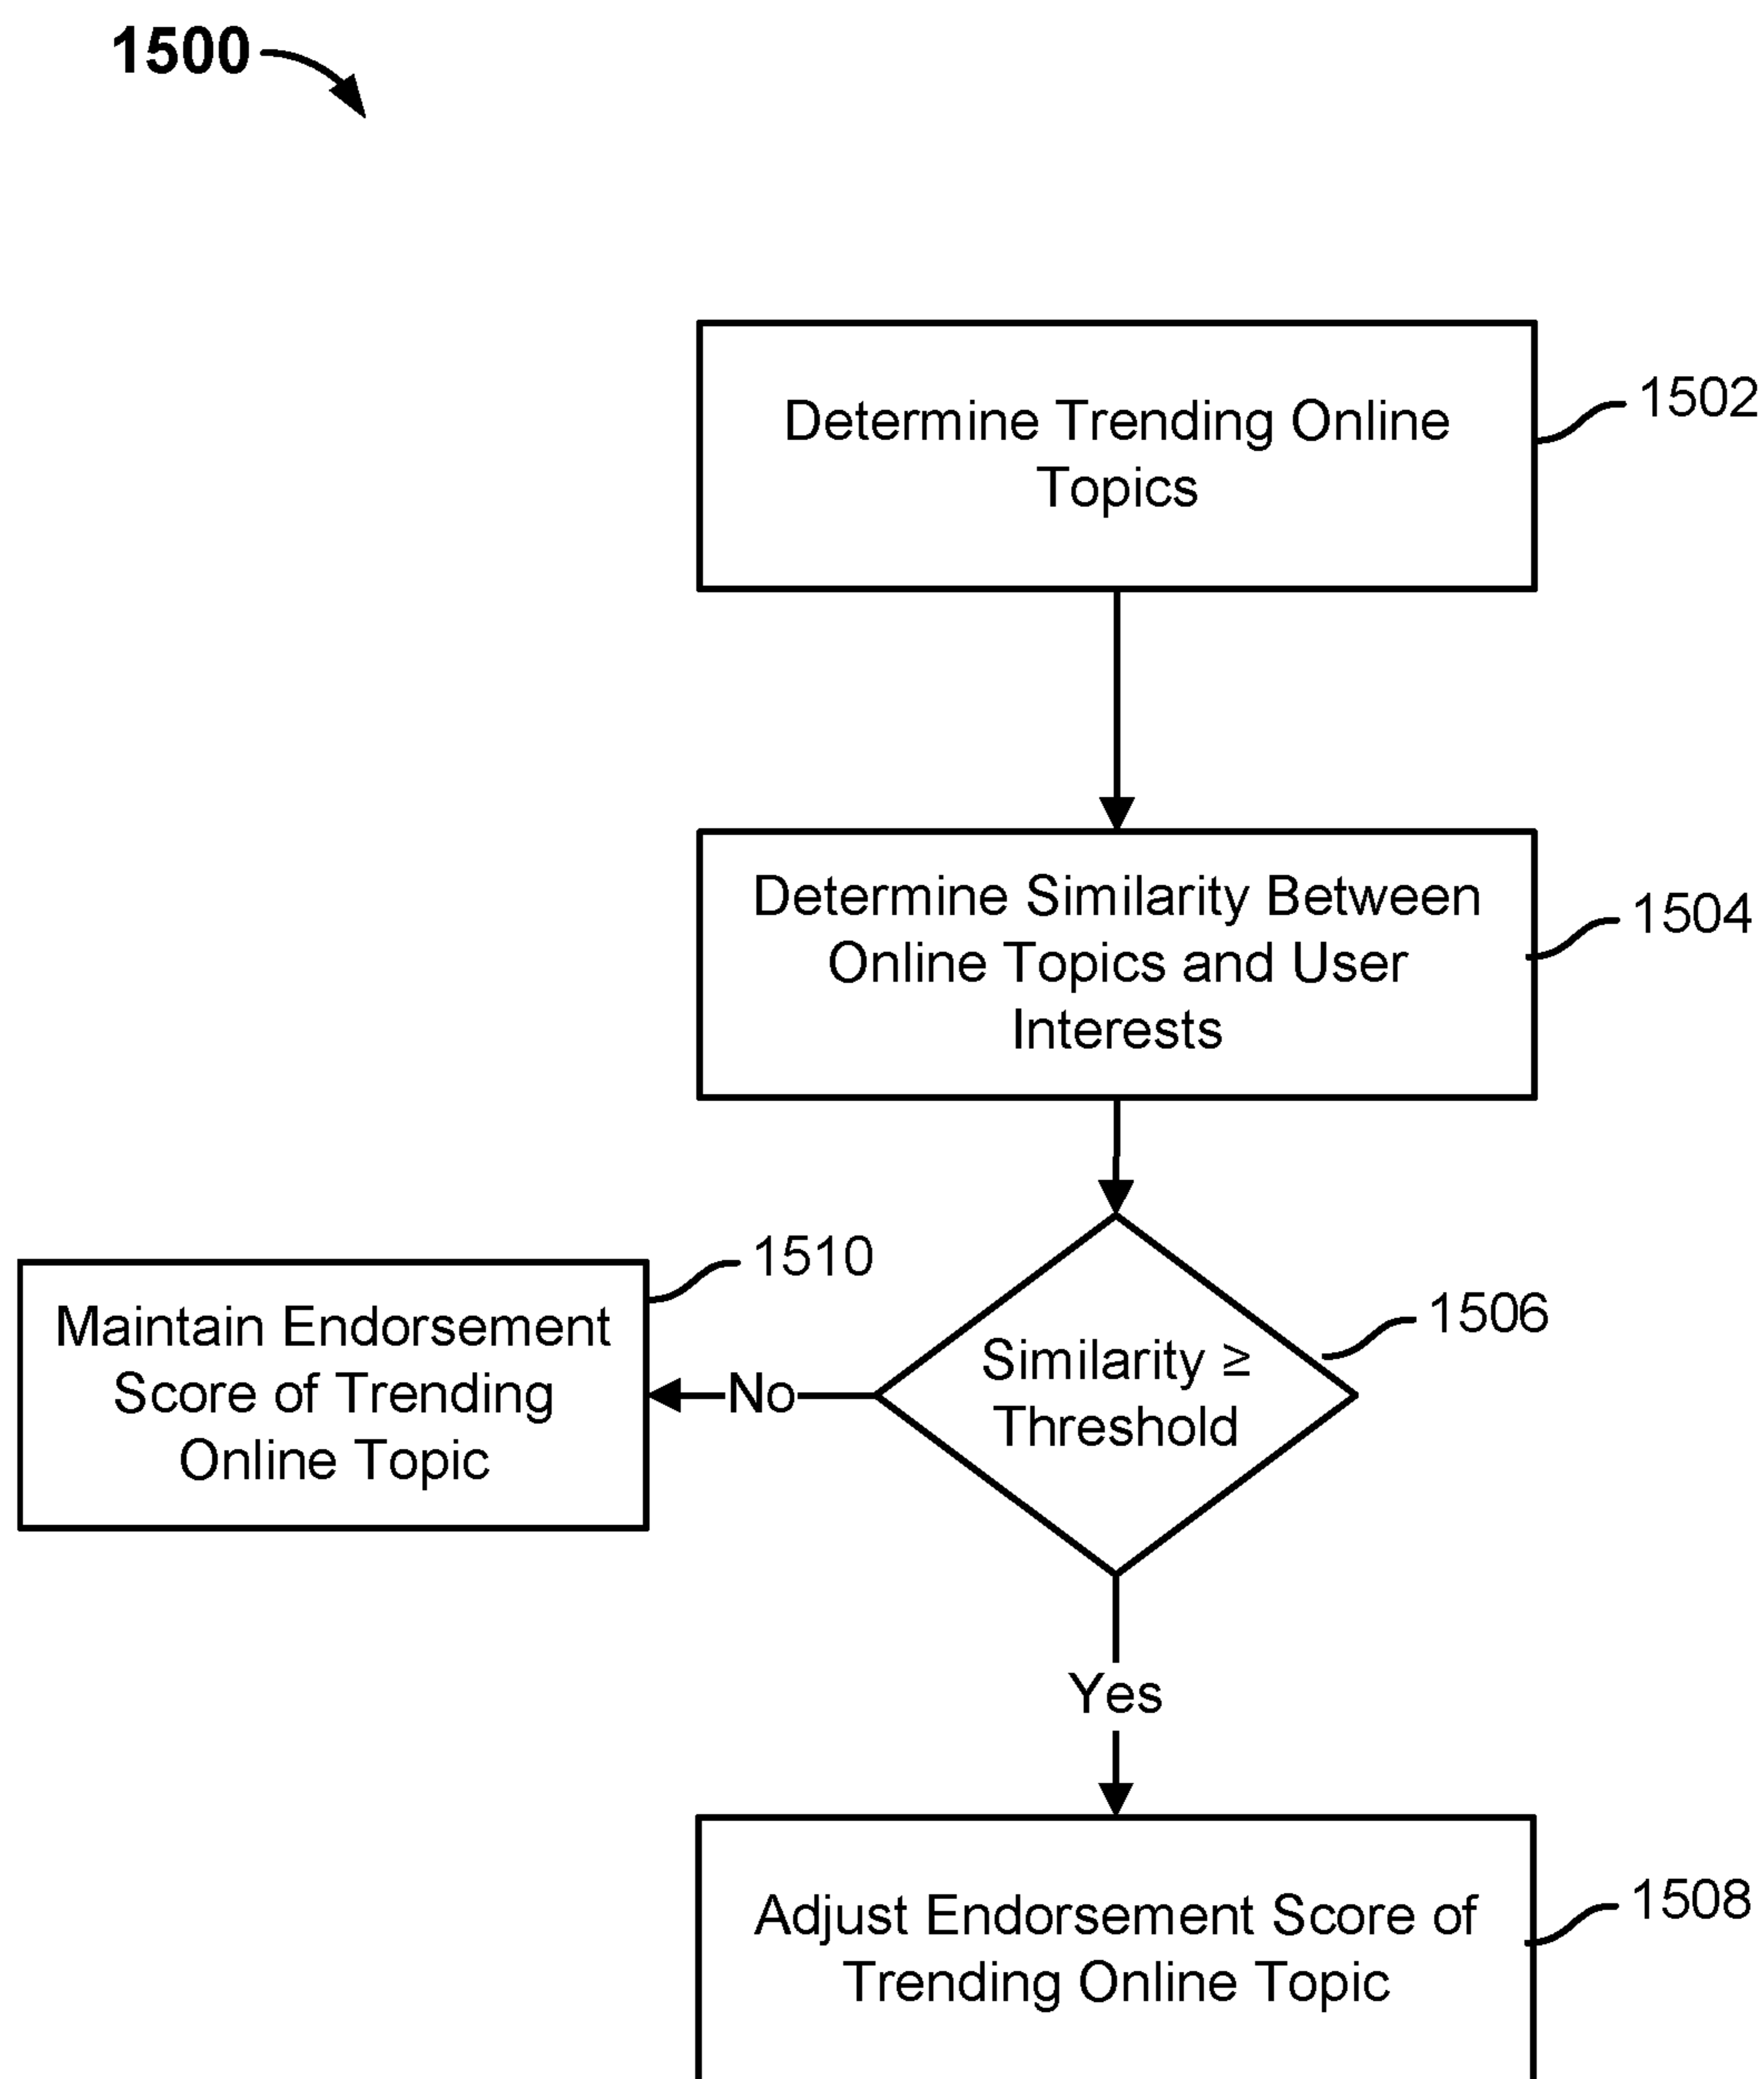 1500
Determine Trending Online
Topics
1502
Determine Similarity Between
Online Topics and User
Interests
1504
1510
Maintain Endorsement
Score of Trending
Online Topic
No
Similarity ≥
Threshold
1506
Yes
Adjust Endorsement Score of
Trending Online Topic
1508